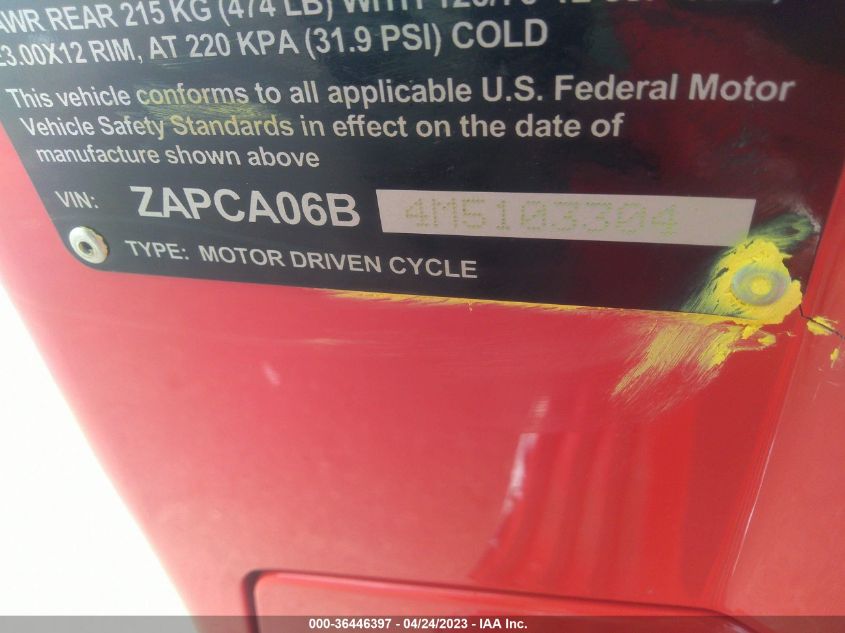 REAR 215 KG (474 LB) WITH
3.00X12 RIM, AT 220 KPA (31.9 PSI) COLD
This vehicle conforms to all applicable U.S. Federal Motor
Vehicle Safety Standards in effect on the date of
manufacture shown above
VIN: ZAPCA06B 4M5103304
TYPE: MOTOR DRIVEN CYCLE
000-36446397 - 04/24/2023 - IAA Inc.